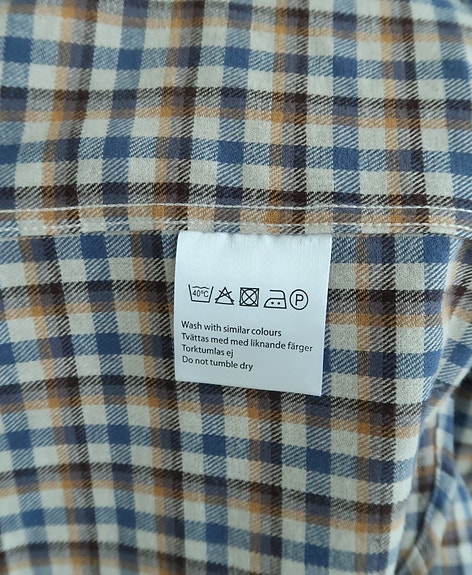 40°C P
Wash with similar colours
Tvättas med med liknande färger
Torktumlas ej
Do not tumble dry